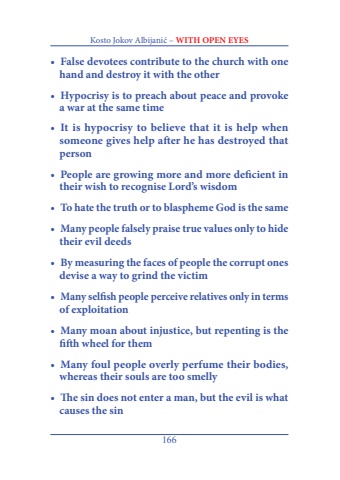 Kosto Jokov Albijanić – WITH OPEN EYES
• False devotees contribute to the church with one
hand and destroy it with the other
• Hypocrisy is to preach about peace and provoke
a war at the same time
• It is hypocrisy to believe that it is help when
someone gives help after he has destroyed that
person
• People are growing more and more deficient in
their wish to recognise Lord's wisdom
• To hate the truth or to blaspheme God is the same
• Many people falsely praise true values only to hide
their evil deeds
• By measuring the faces of people the corrupt ones
devise a way to grind the victim
• Many selfish people perceive relatives only in terms
of exploitation
• Many moan about injustice, but repenting is the
fifth wheel for them
• Many foul people overly perfume their bodies,
whereas their souls are too smelly
• The sin does not enter a man, but the evil is what
causes the sin
166